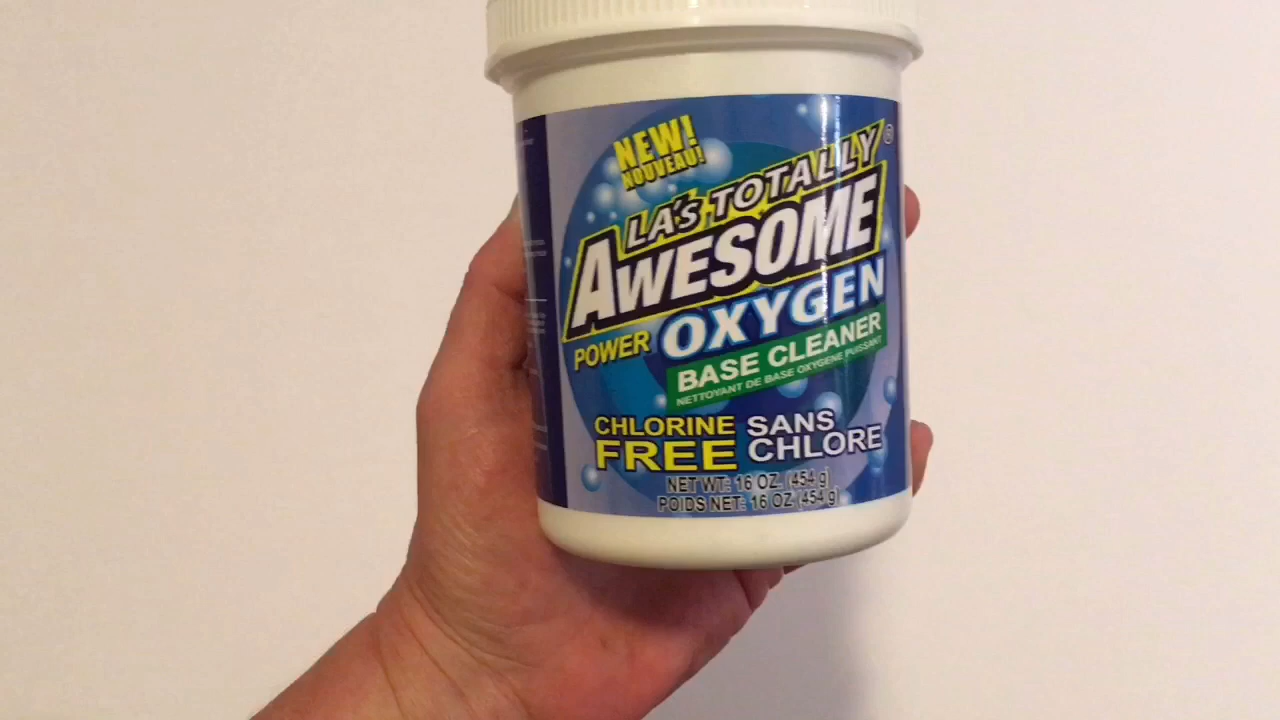 NEW!
NOUVEAU!
LA'S TOTALLY
AWESOME®
POWER OXYGEN
BASE CLEANER
NETTOYANT DE BASE OXYGENE PUISSANT
CHLORINE FREE
SANS CHLORE
NET WT: 16 OZ. (454 g)
POIDS NET: 16 OZ. (454 g)